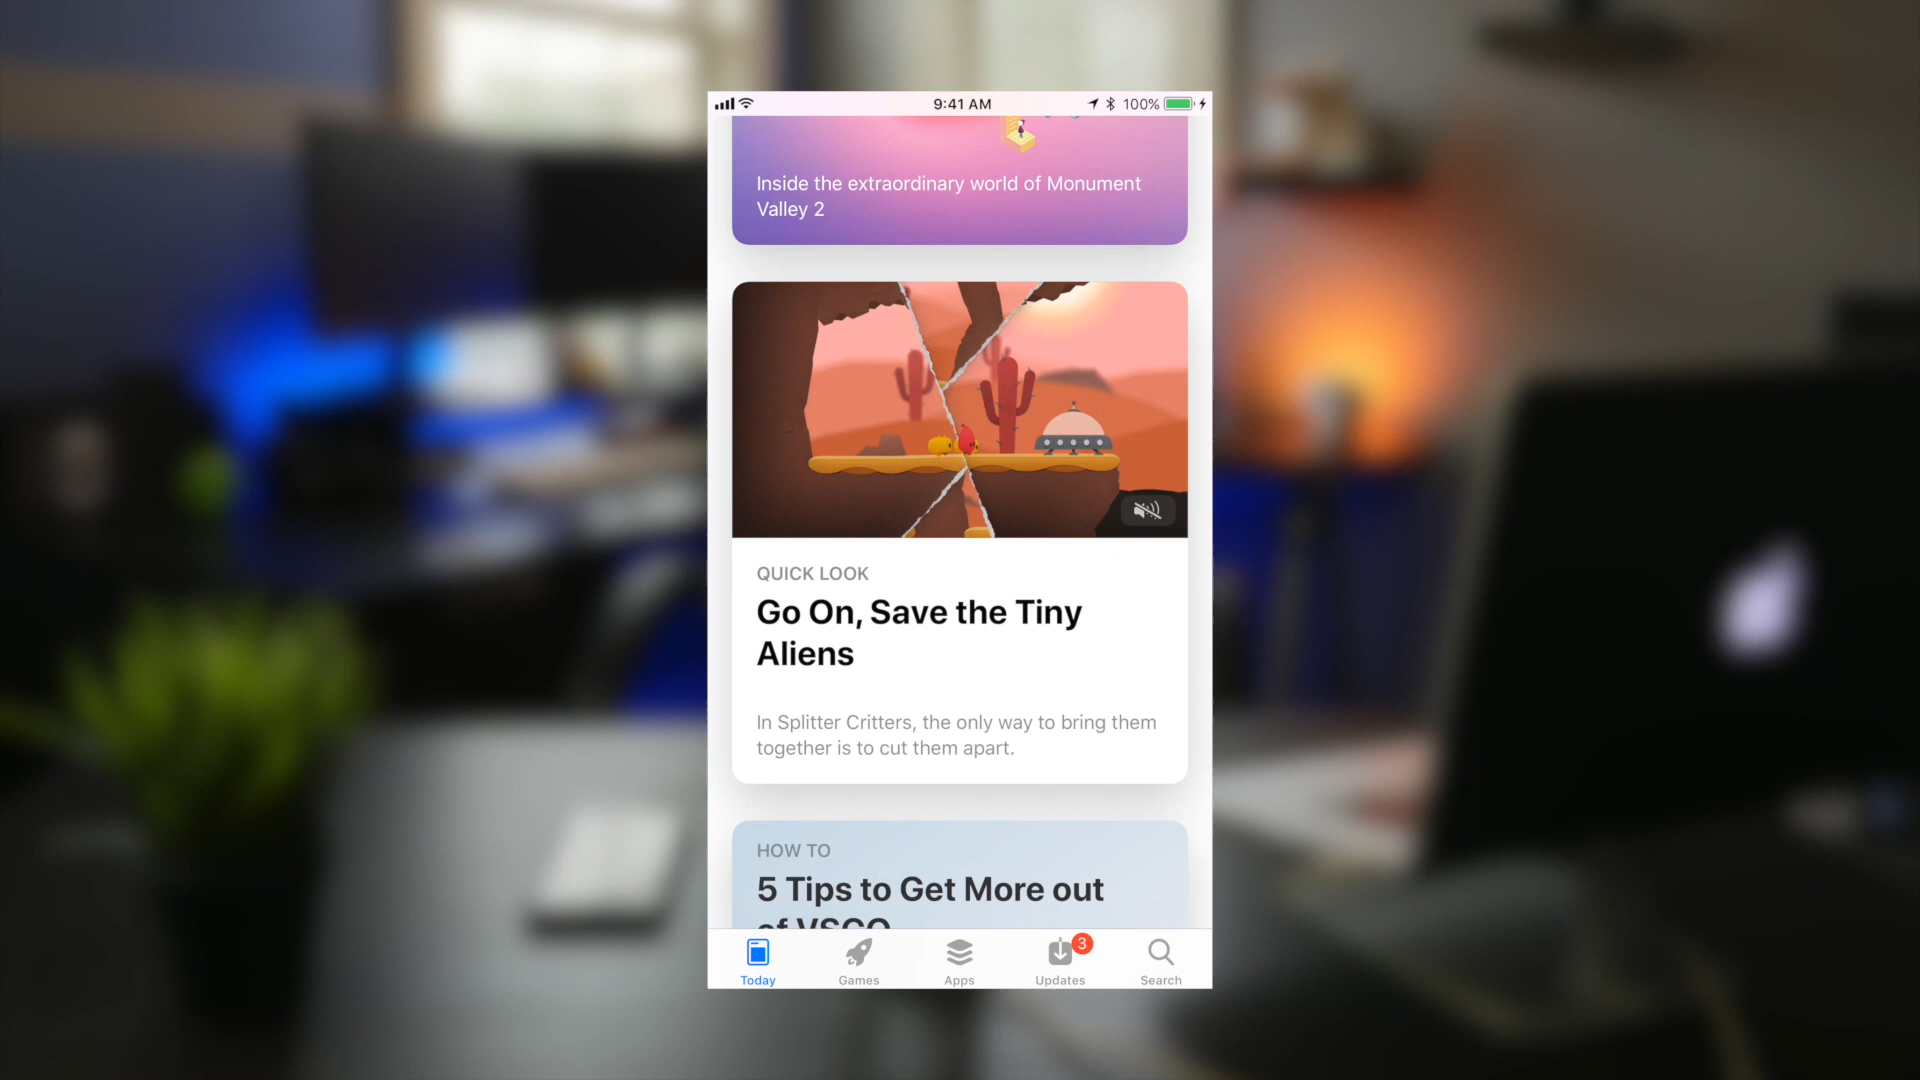 9:41 AM
100%
Inside the extraordinary world of Monument
Valley 2
QUICK LOOK
Go On, Save the Tiny
Aliens
In Splitter Critters, the only way to bring them
together is to cut them apart.
HOW TO
5 Tips to Get More out
of VSCO
3
Today
Games
Apps
Updates
Search